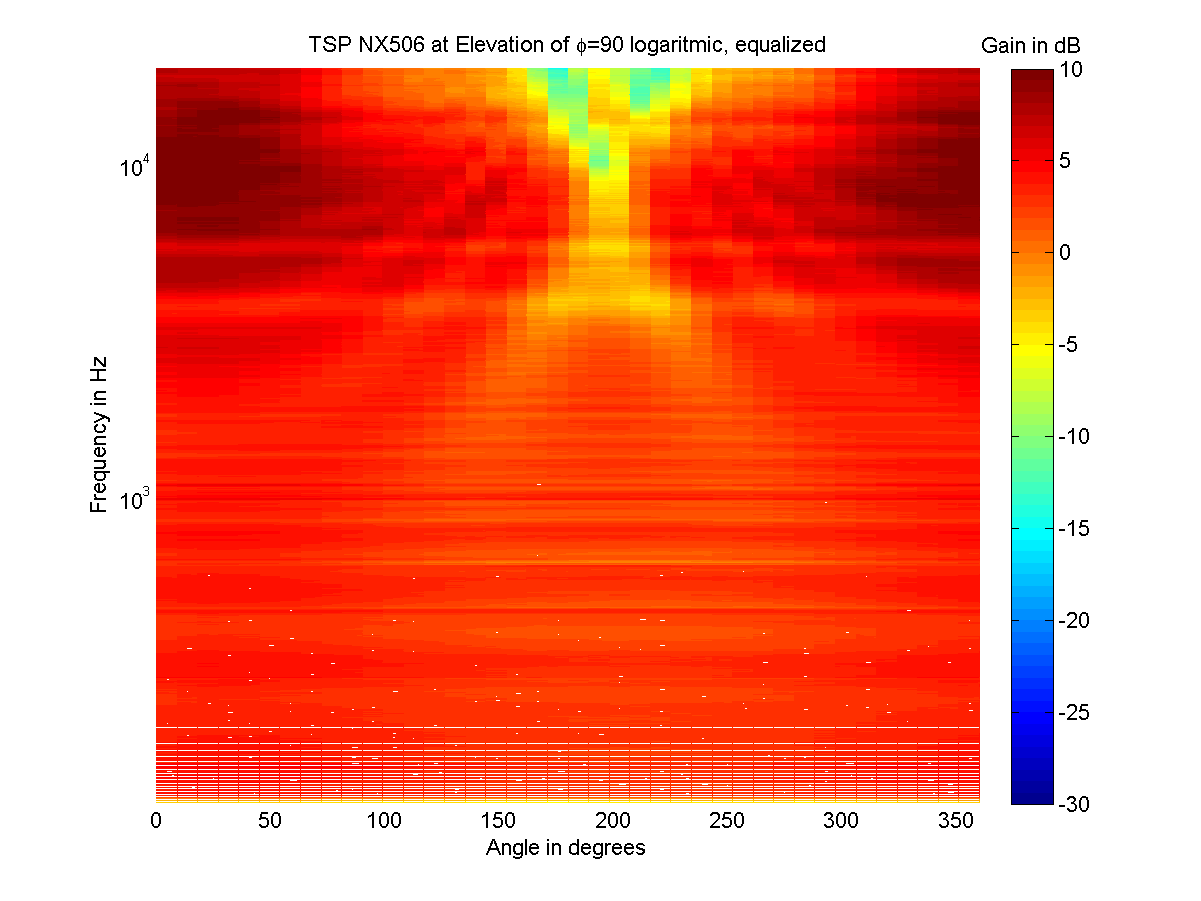 TSP NX506 at Elevation of ϕ=90 logaritmic, equalized
Gain in dB
10
5
0
-5
-10
-15
-20
-25
-30
10^4
10^3
Frequency in Hz
0 50 100 150 200 250 300 350
Angle in degrees